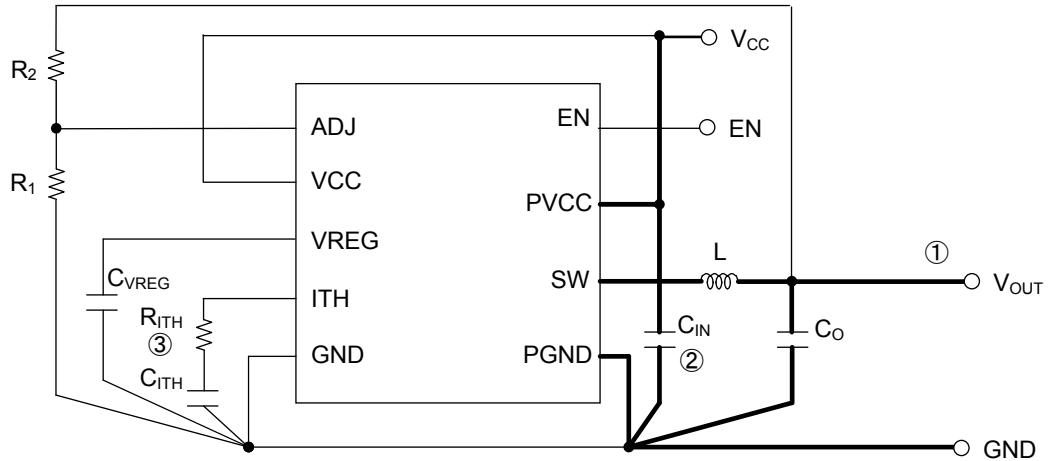 R2
R1
CVREG
RITH
③
CITH
ADJ
VCC
VREG
ITH
GND
EN
PVCC
SW
PGND
VCC
EN
L
①
VOUT
CIN
②
CO
GND